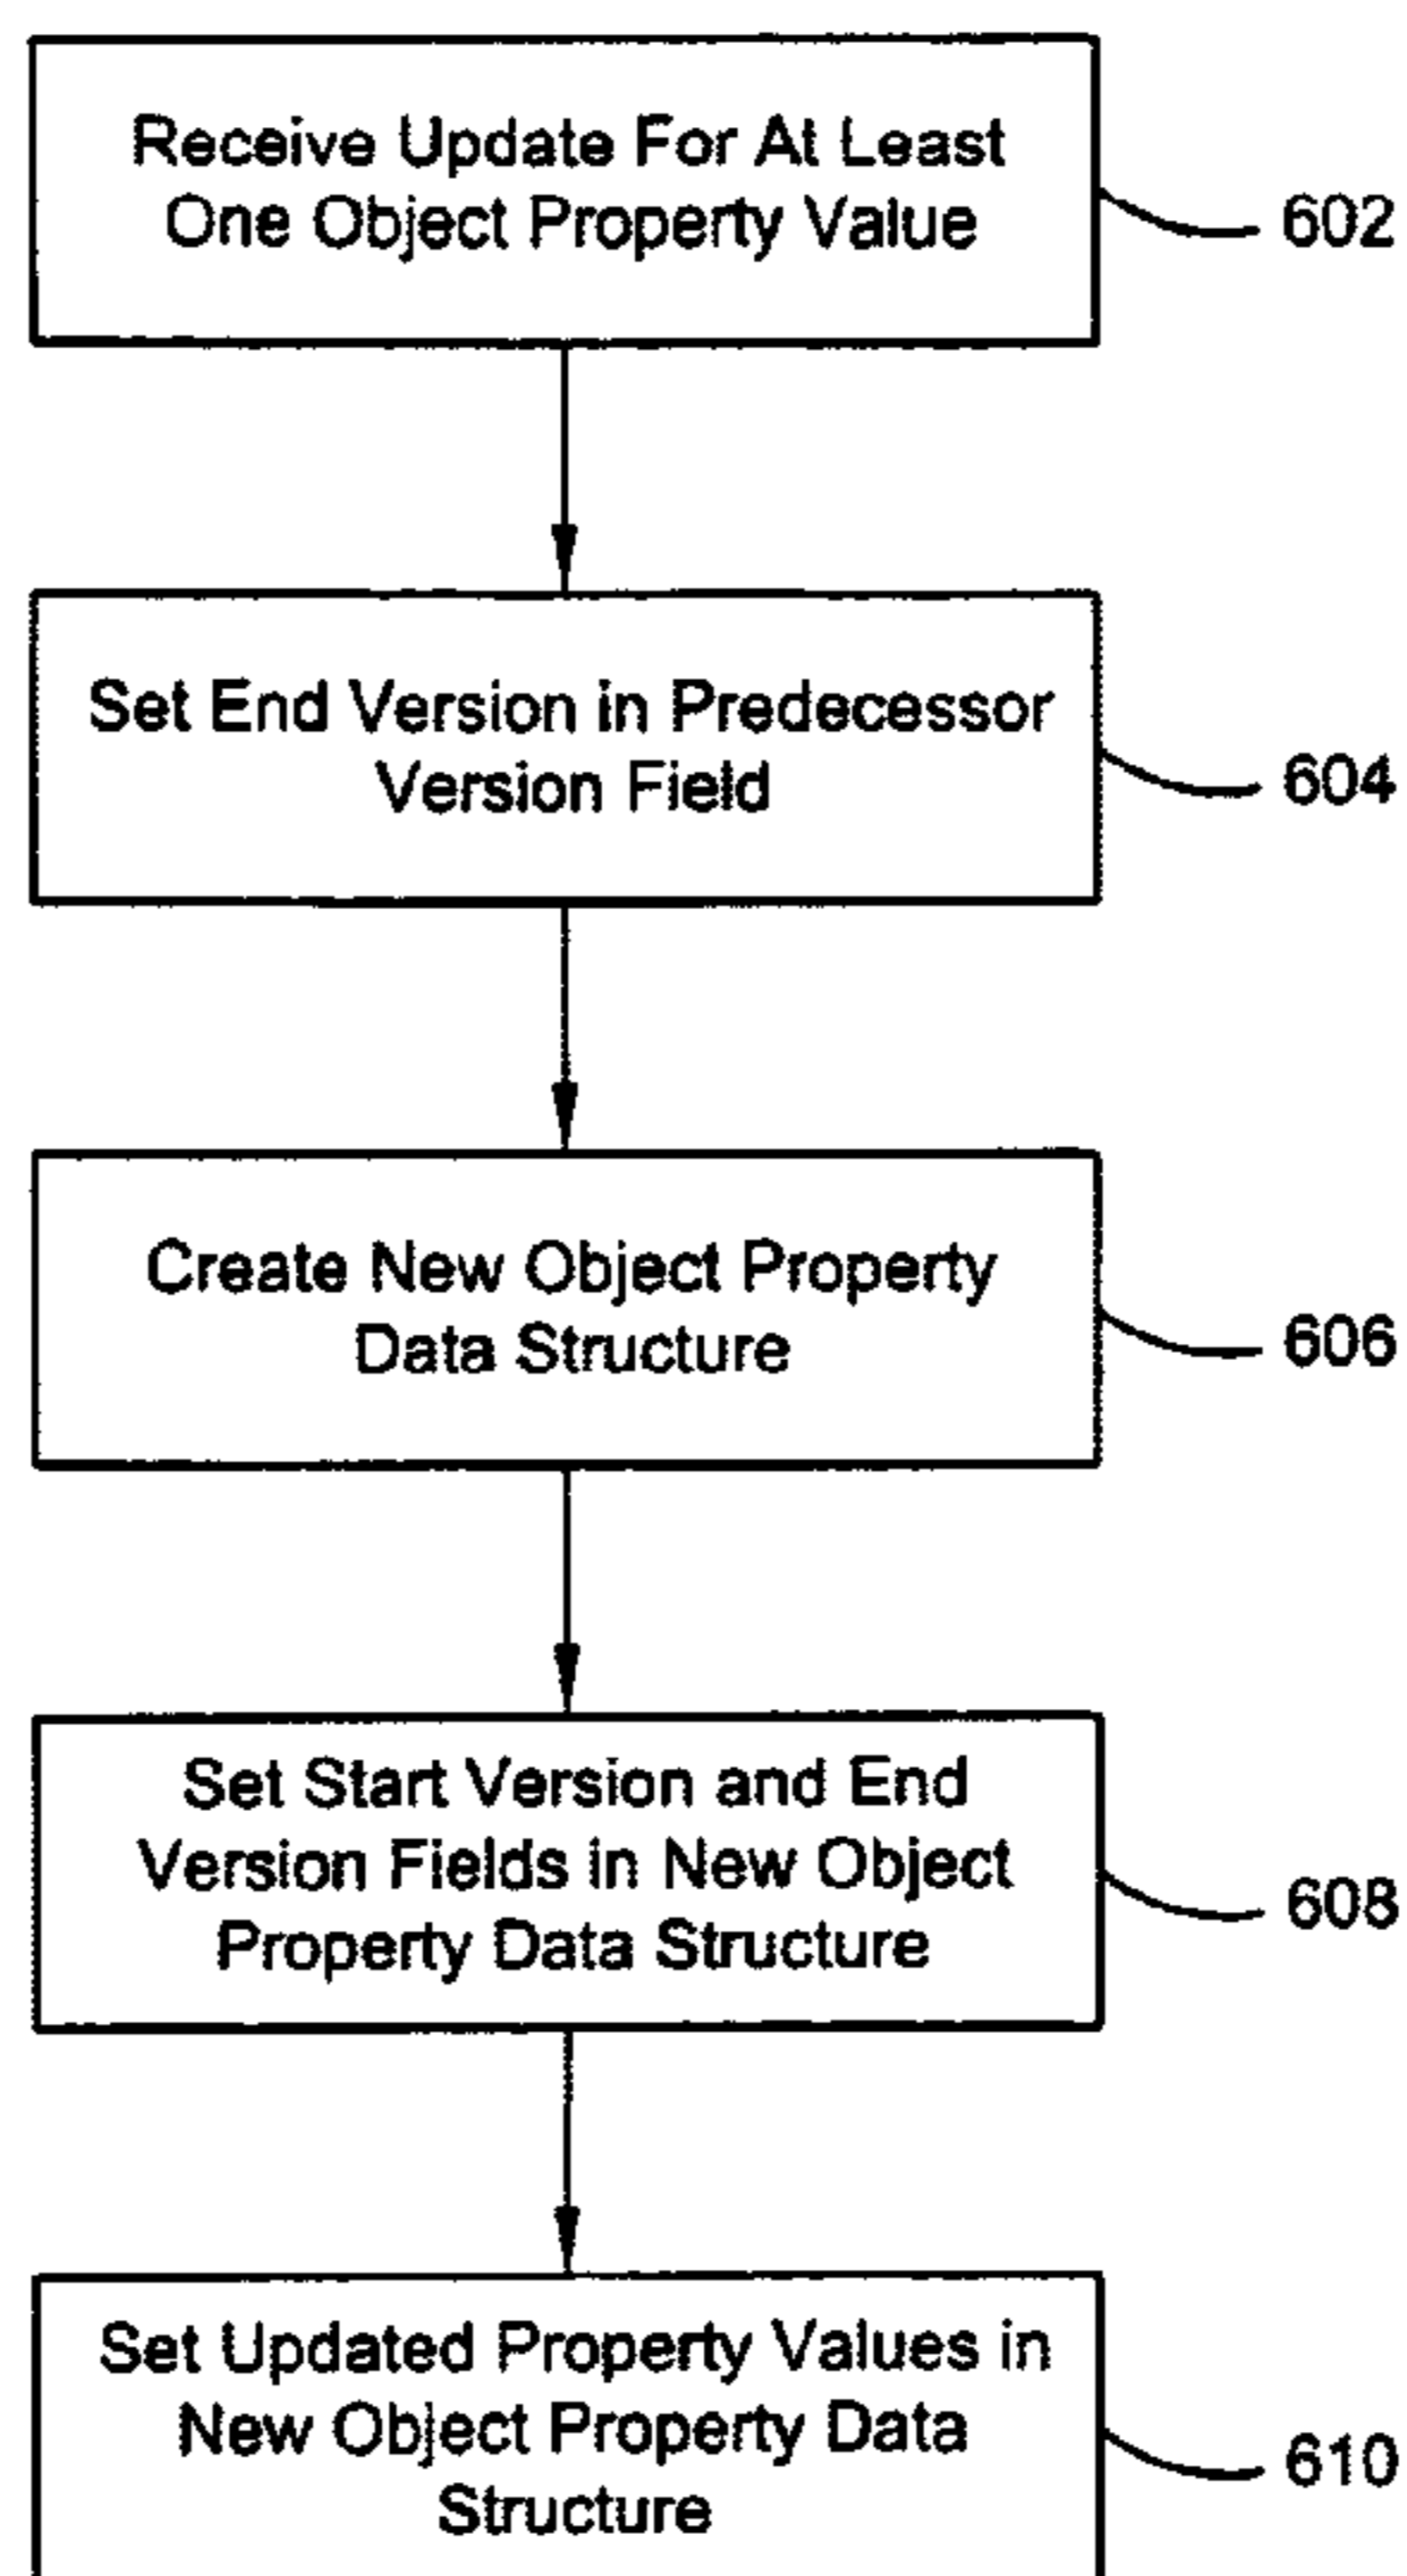 Receive Update For At Least
One Object Property Value
602
Set End Version in Predecessor
Version Field
604
Create New Object Property
Data Structure
606
Set Start Version and End
Version Fields in New Object
Property Data Structure
608
Set Updated Property Values in
New Object Property Data
Structure
610